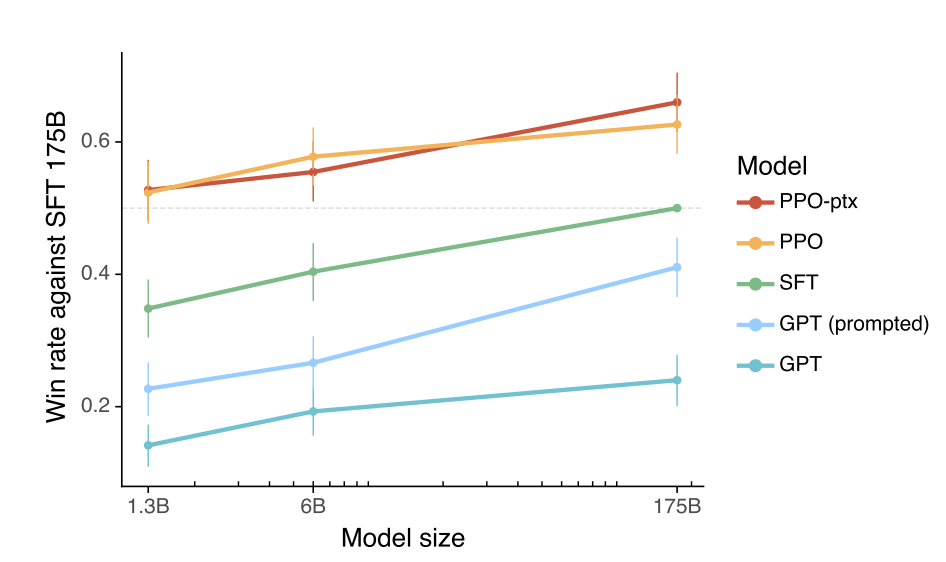 Win rate against SFT 175B
0.6
0.4
0.2
1.3B
6B
175B
Model size
Model
PPO-ptx
PPO
SFT
GPT (prompted)
GPT